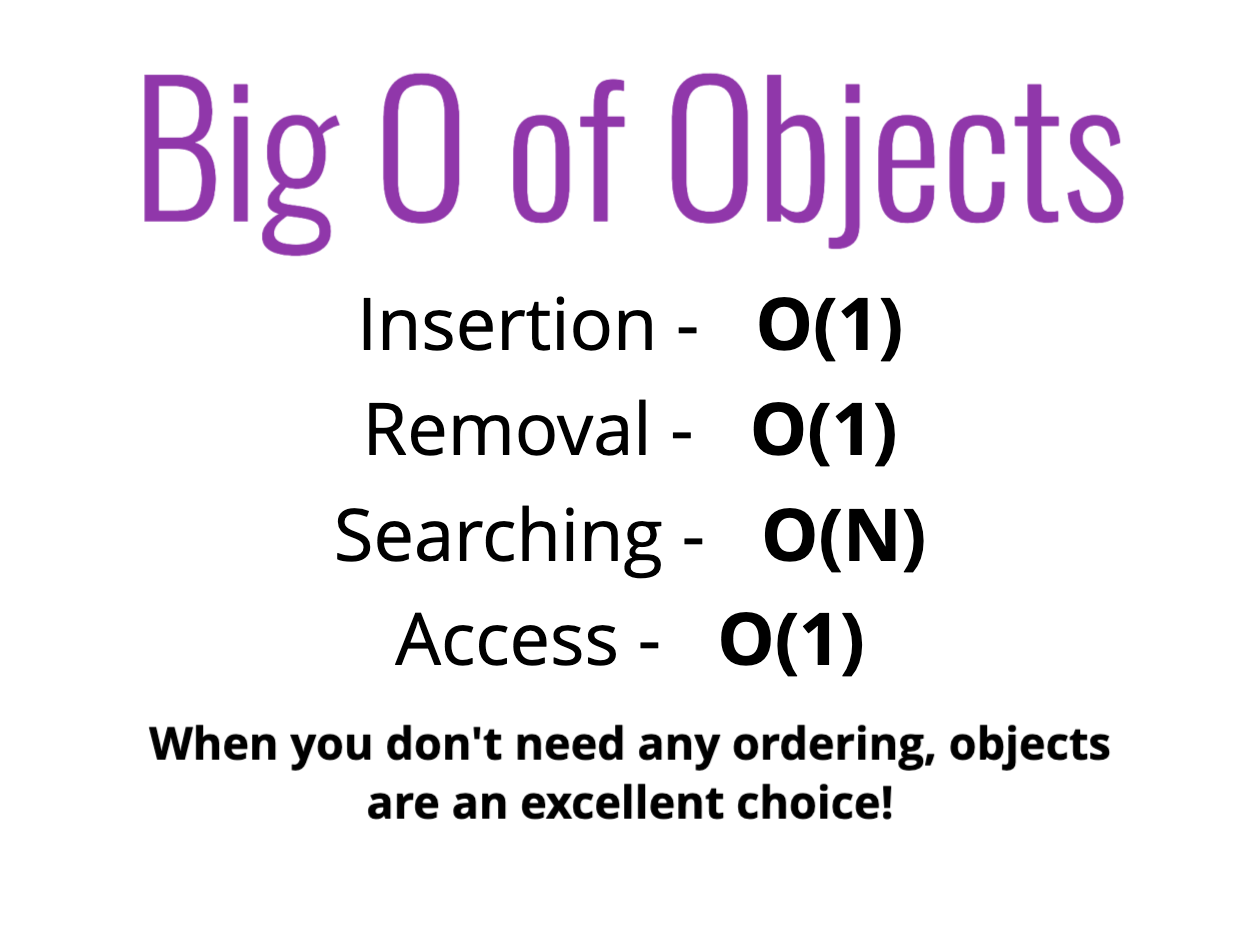 Big O of Objects
Insertion - O(1)
Removal - O(1)
Searching - O(N)
Access - O(1)
When you don't need any ordering, objects
are an excellent choice!